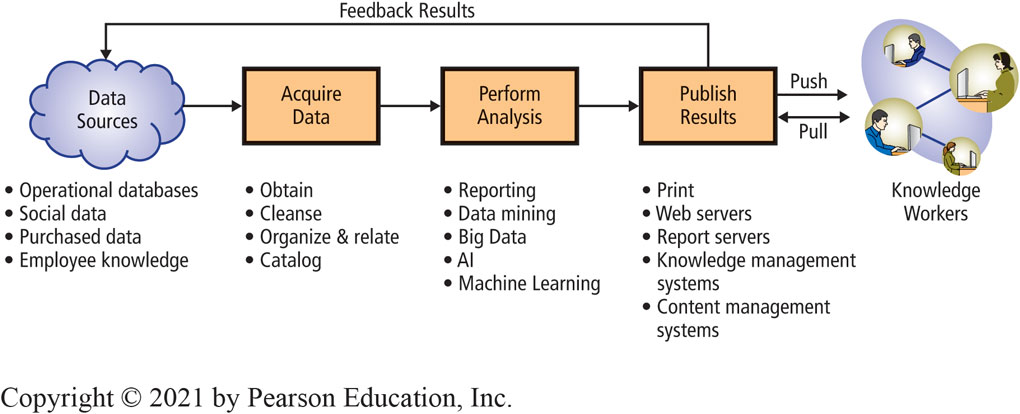 Feedback Results
Data
Sources
Acquire
Data
Perform
Analysis
Publish
Results
Push
Pull
• Operational databases
• Social data
• Purchased data
• Employee knowledge
• Obtain
• Cleanse
• Organize & relate
• Catalog
• Reporting
• Data mining
• Big Data
• AI
• Machine Learning
• Print
• Web servers
• Report servers
• Knowledge management
systems
• Content management
systems
Knowledge
Workers
Copyright © 2021 by Pearson Education, Inc.